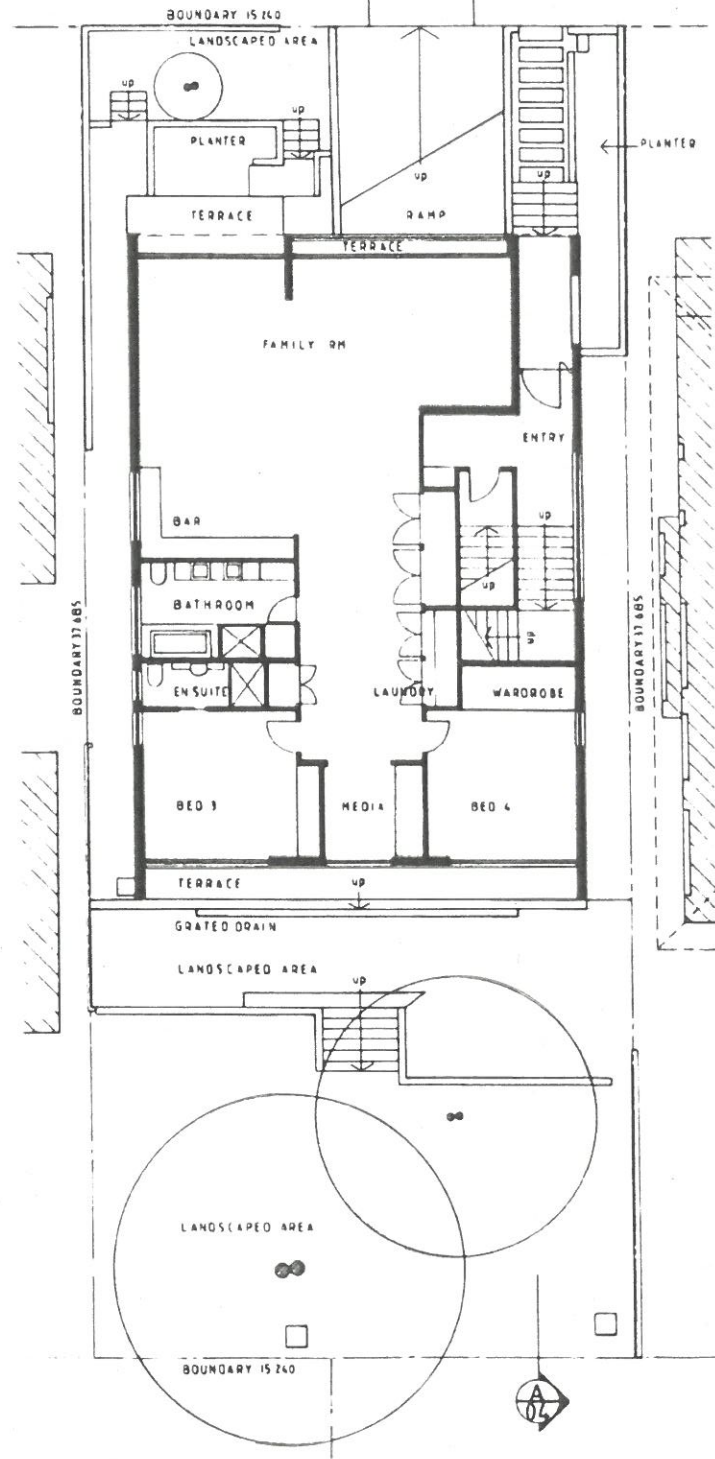 BOUNDARY 15 240
LANDSCAPED AREA
up
up
PLANTER
PLANTER
up
up
TERRACE
RAMP
TERRACE
FAMILY RM
ENTRY
BAR
up
up
BATHROOM
up
BOUNDARY 37 685
BOUNDARY 37 685
ENSUITE
LAUNDRY
WARDROBE
BED 3
MEDIA
BED 4
TERRACE
up
GRATED DRAIN
LANDSCAPED AREA
up
LANDSCAPED AREA
BOUNDARY 15 240
A
04